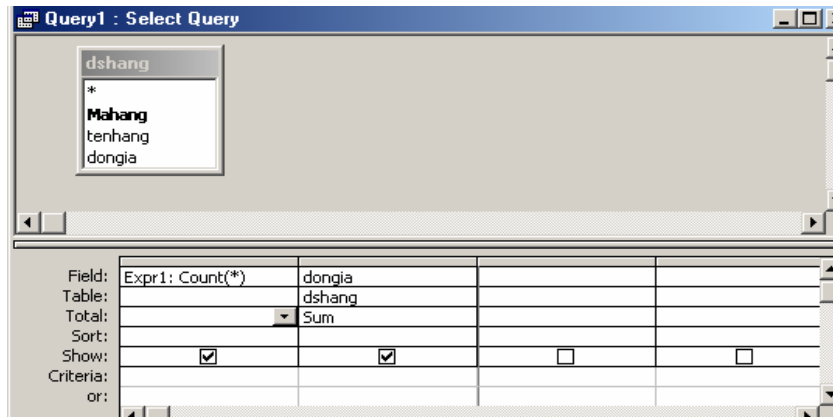 Query1 : Select Query
dshang
*
Mahang
tenhang
dongia
Field: Expr1: Count(*) dongia
Table: dshang
Total: Sum
Sort:
Show:
Criteria:
or: